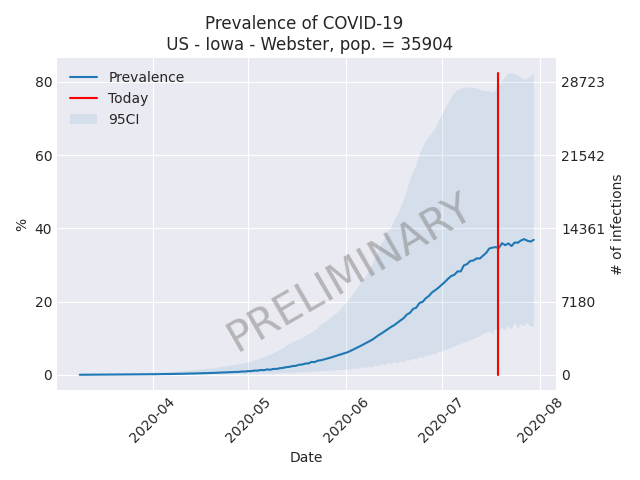 Prevalence of COVID-19
US - Iowa - Webster, pop. = 35904
Prevalence
Today
95CI
PRELIMINARY
%
80
60
40
20
0
28723
21542
14361
7180
0
# of infections
2020-04
2020-05
2020-06
2020-07
2020-08
Date